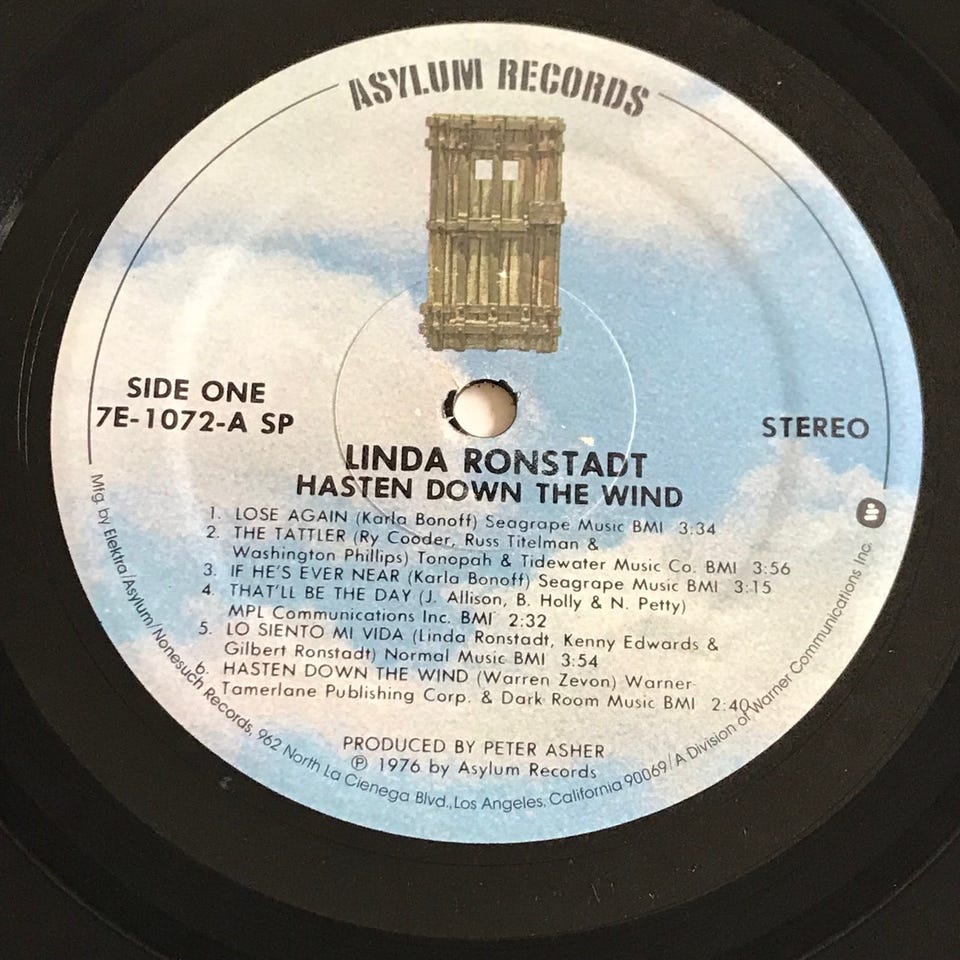 ASYLUM RECORDS
SIDE ONE
7E-1072-A SP
STEREO
LINDA RONSTADT
HASTEN DOWN THE WIND
1. LOSE AGAIN (Karla Bonoff) Seagrape Music BMI 3:34
2. THE TATTLER (Ry Cooder, Russ Titelman &
Washington Phillips) Tonopah & Tidewater Music Co. BMI 3:56
3. IF HE'S EVER NEAR (Karla Bonoff) Seagrape Music BMI 3:15
4. THAT'LL BE THE DAY (J. Allison, B. Holly & N. Petty)
MPL Communications Inc. BMI 2:32
5. LO SIENTO MI VIDA (Linda Ronstadt, Kenny Edwards &
Gilbert Ronstadt) Normal Music BMI 3:54
6. HASTEN DOWN THE WIND (Warren Zevon) Warner-
Tamerlane Publishing Corp. & Dark Room Music BMI 2:40
PRODUCED BY PETER ASHER
℗ 1976 by Asylum Records
Mfg. by Elektra/Asylum/Nonesuch Records, 962 North La Cienega Blvd., Los Angeles, California 90069/A Division of Warner Communications Inc.